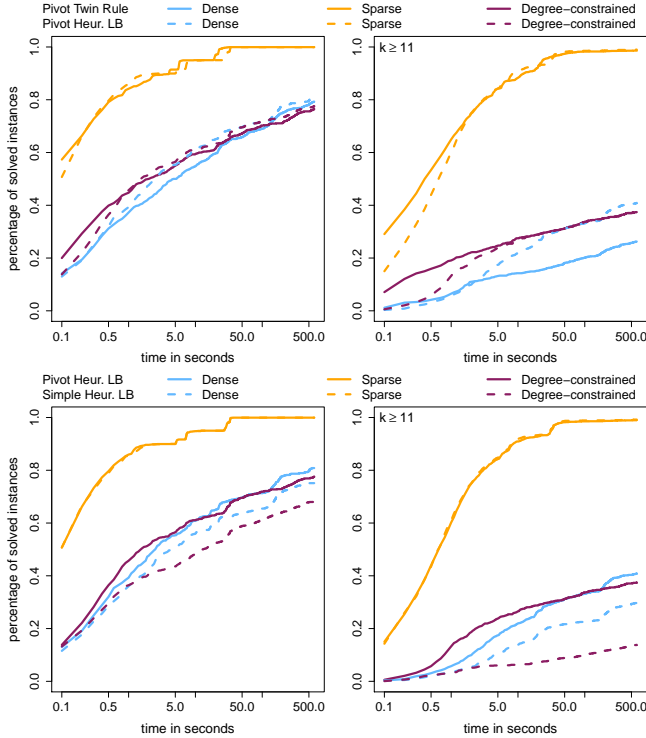 Pivot Twin Rule Dense Sparse Degree−constrained
Pivot Heur. LB Dense Sparse Degree−constrained
percentage of solved instances
0.0 0.2 0.4 0.6 0.8 1.0
0.1 0.5 5.0 50.0 500.0
time in seconds
k ≥ 11
0.0 0.2 0.4 0.6 0.8 1.0
0.1 0.5 5.0 50.0 500.0
time in seconds
Pivot Heur. LB Dense Sparse Degree−constrained
Simple Heur. LB Dense Sparse Degree−constrained
percentage of solved instances
0.0 0.2 0.4 0.6 0.8 1.0
0.1 0.5 5.0 50.0 500.0
time in seconds
k ≥ 11
0.0 0.2 0.4 0.6 0.8 1.0
0.1 0.5 5.0 50.0 500.0
time in seconds